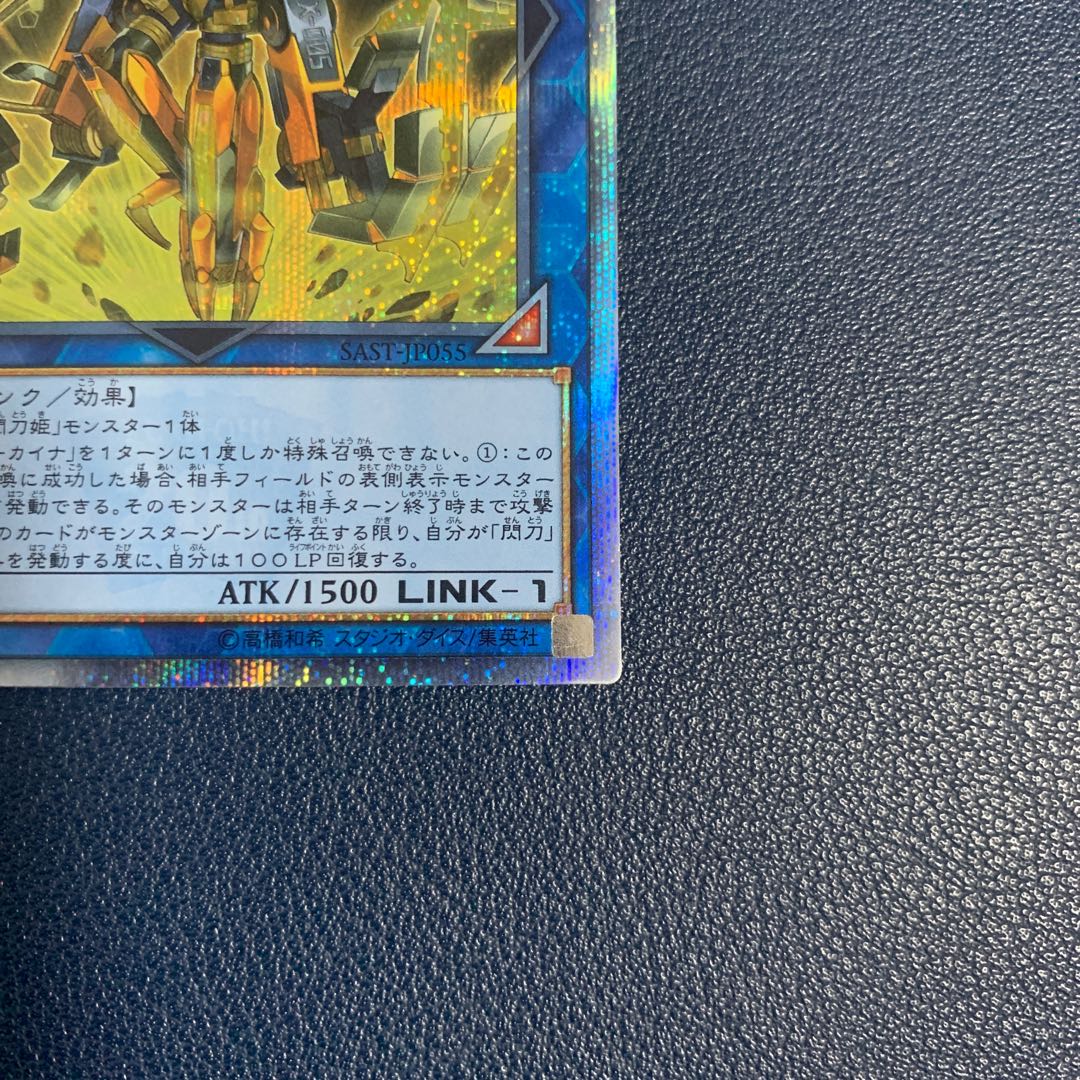 SAST-JP055
ンク／効果】
閃刀姫」モンスター1体
カイナ」を1ターンに1度しか特殊召喚できない。①：この
喚に成功した場合、相手フィールドの表側表示モンスター
発動できる。そのモンスターは相手ターン終了時まで攻撃
のカードがモンスターゾーンに存在する限り、自分が「閃刀」
を発動する度に、自分は100LP回復する。
ATK/1500 LINK-1
©高橋和希 スタジオ・ダイス/集英社